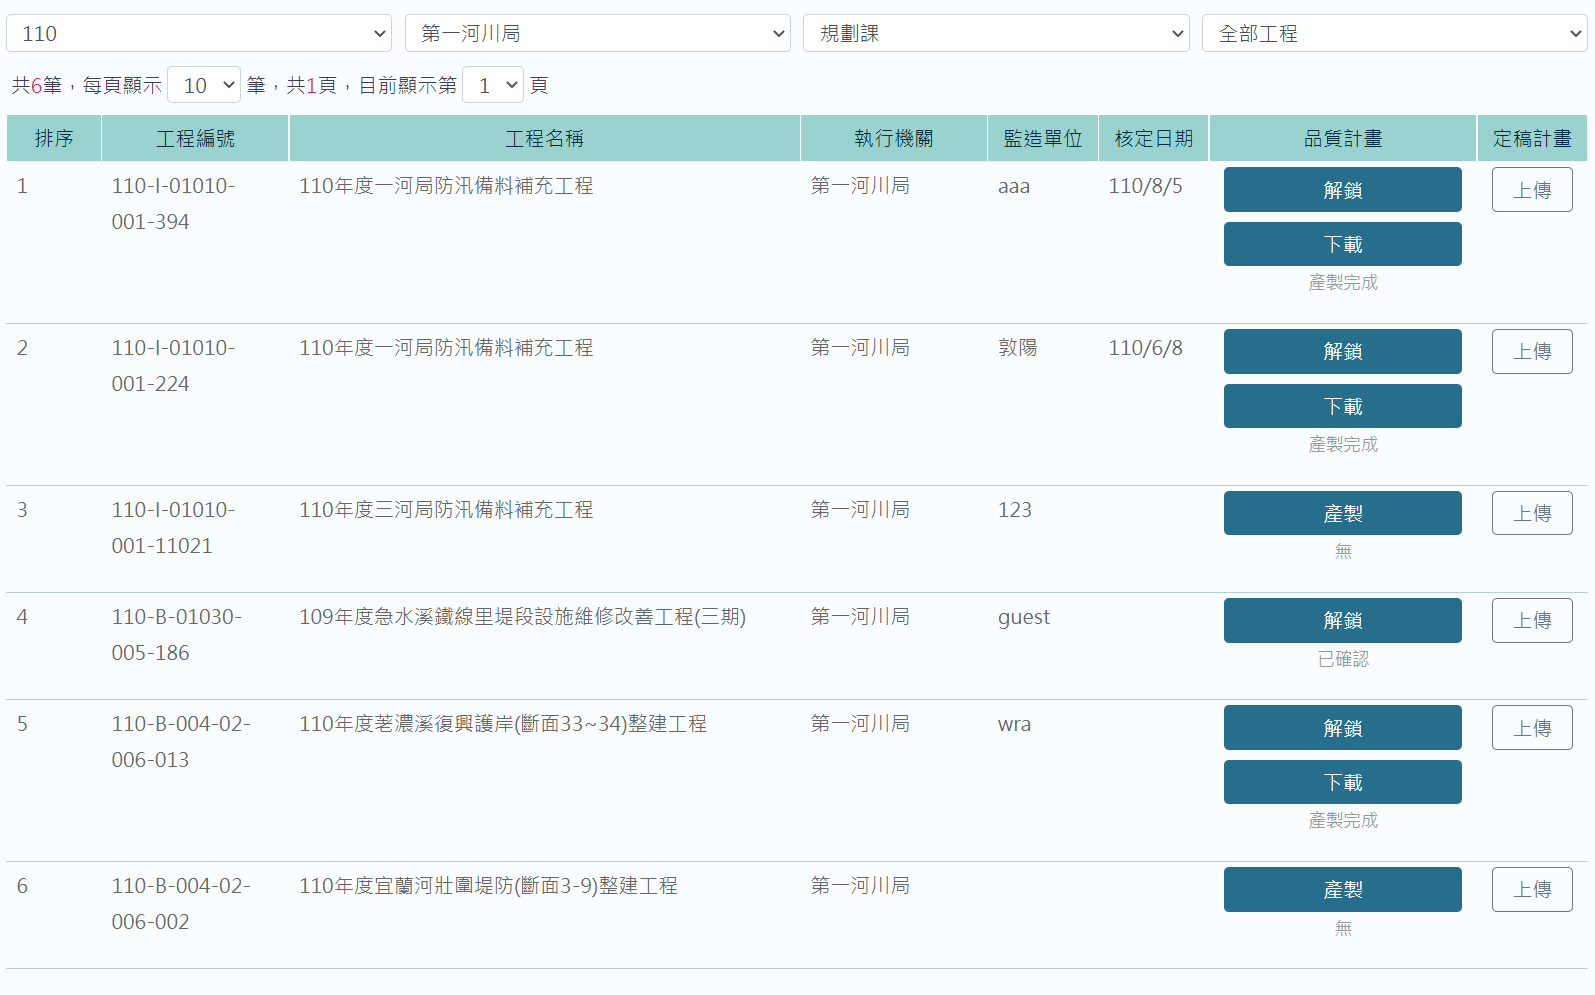 110 第一河川局 規劃課 全部工程
共6筆，每頁顯示 10 筆，共1頁，目前顯示第 1 頁
排序 工程編號 工程名稱 執行機關 監造單位 核定日期 品質計畫 定稿計畫
1 110-I-01010- 110年度一河局防汛備料補充工程 第一河川局 aaa 110/8/5 解鎖 上傳
001-394
下載
產製完成
2 110-I-01010- 110年度一河局防汛備料補充工程 第一河川局 敦陽 110/6/8 解鎖 上傳
001-224
下載
產製完成
3 110-I-01010- 110年度三河局防汛備料補充工程 第一河川局 123 產製 上傳
001-11021
無
4 110-B-01030- 109年度急水溪鐵線里堤段設施維修改善工程(三期) 第一河川局 guest 解鎖 上傳
005-186
已確認
5 110-B-004-02- 110年度荖濃溪復興護岸(斷面33~34)整建工程 第一河川局 wra 解鎖 上傳
006-013
下載
產製完成
6 110-B-004-02- 110年度宜蘭河壯圍堤防(斷面3-9)整建工程 第一河川局 產製 上傳
006-002
無